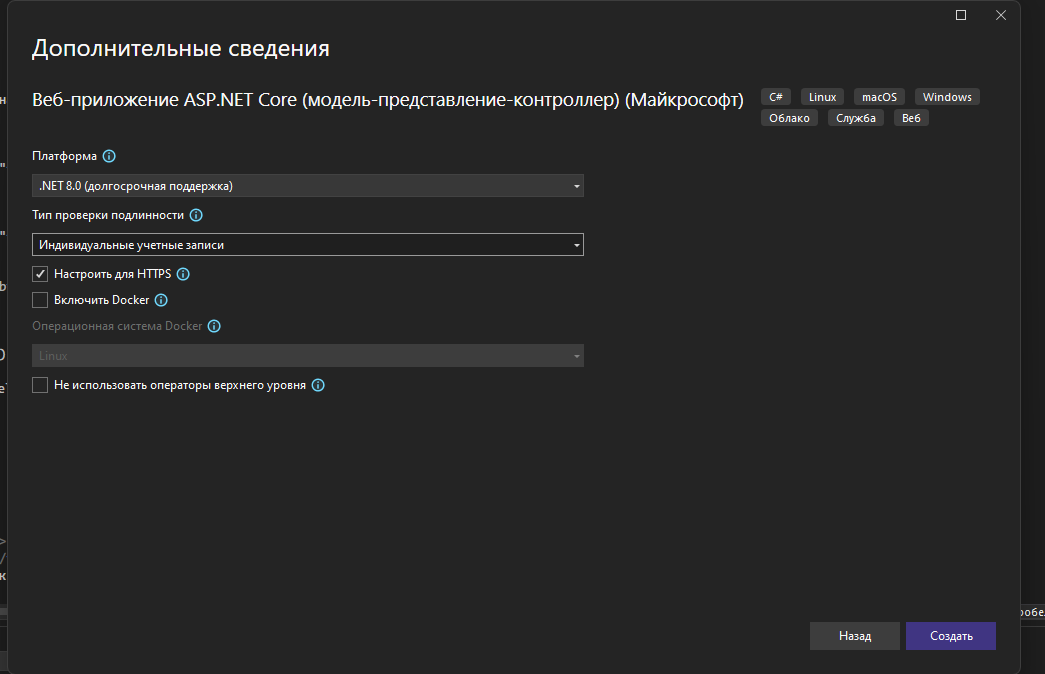 Дополнительные сведения
Веб-приложение ASP.NET Core (модель-представление-контроллер) (Майкрософт)
C# Linux macOS Windows
Облако Служба Веб
Платформа
.NET 8.0 (долгосрочная поддержка)
Тип проверки подлинности
Индивидуальные учетные записи
Настроить для HTTPS
Включить Docker
Операционная система Docker
Linux
Не использовать операторы верхнего уровня
Назад Создать